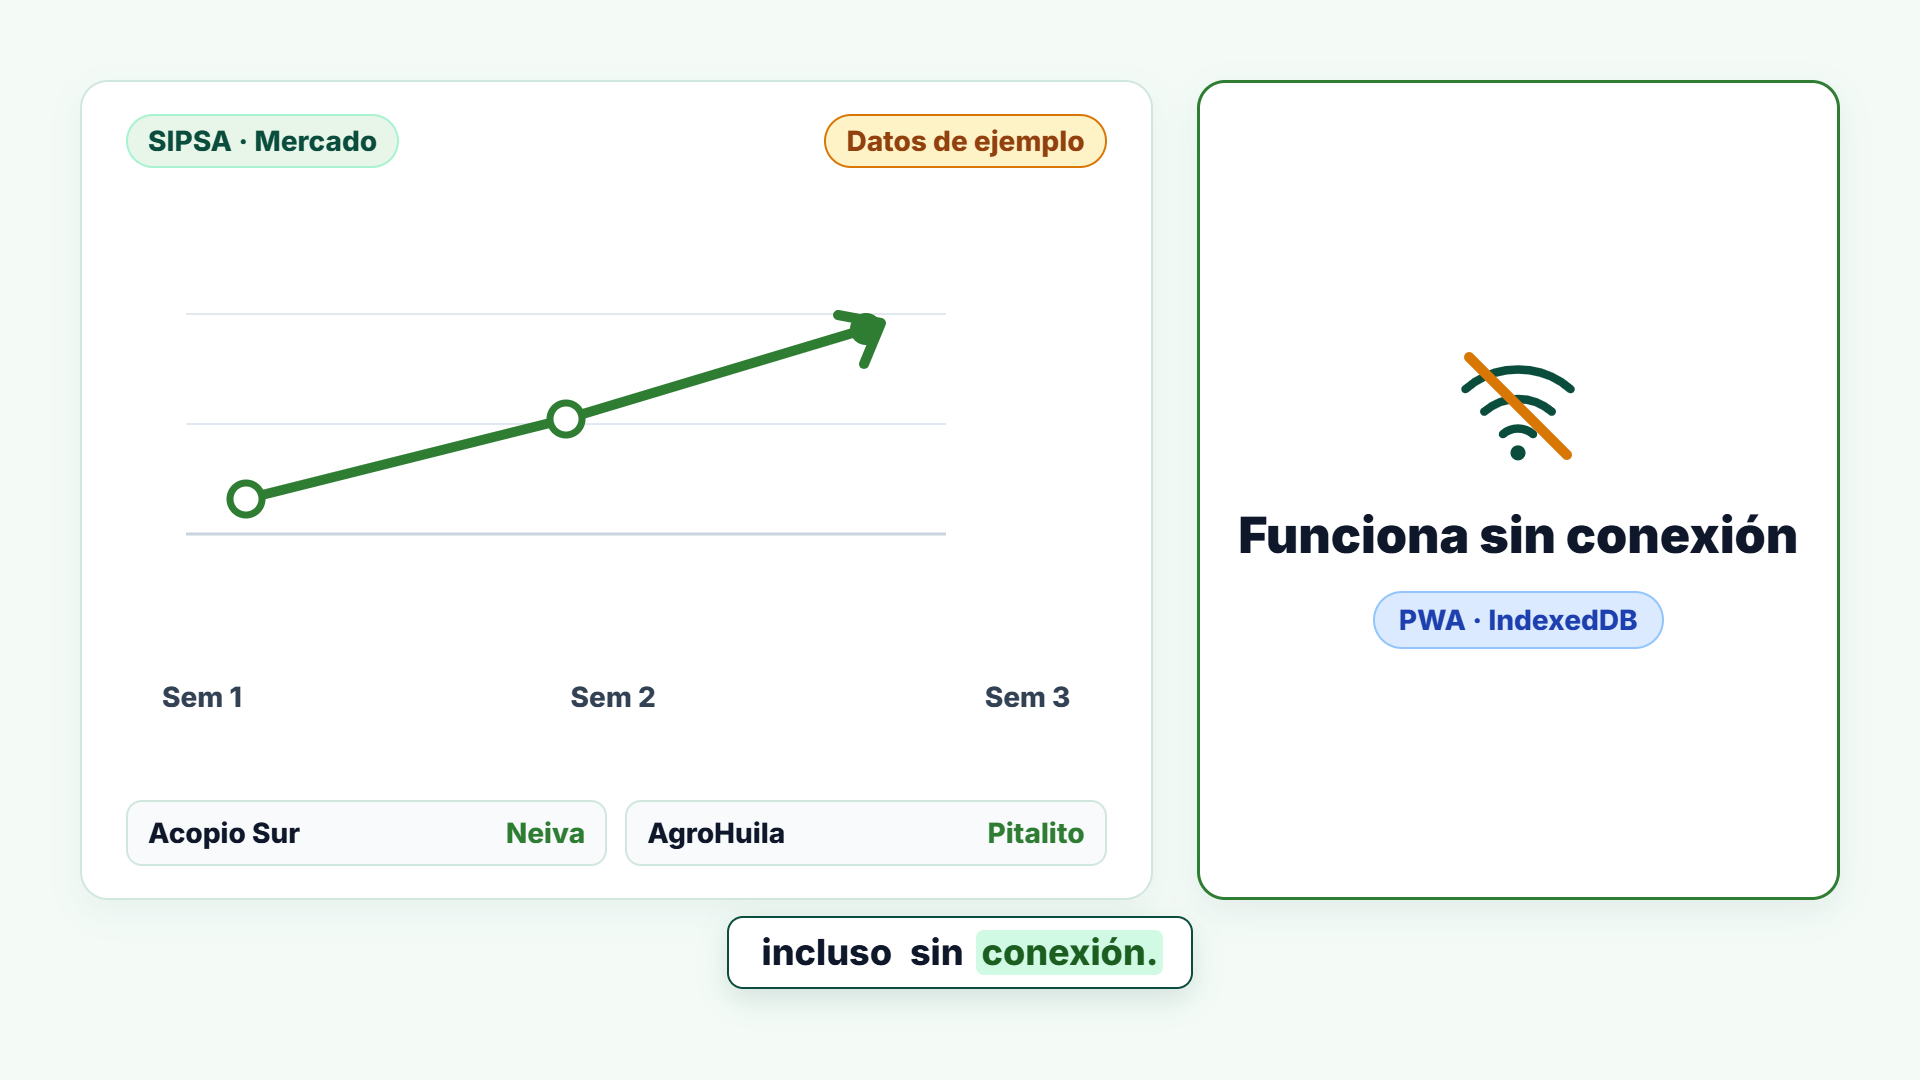 SIPSA · Mercado
Datos de ejemplo
Sem 1
Sem 2
Sem 3
Acopio Sur
Neiva
AgroHuila
Pitalito
Funciona sin conexión
PWA · IndexedDB
incluso sin conexión.